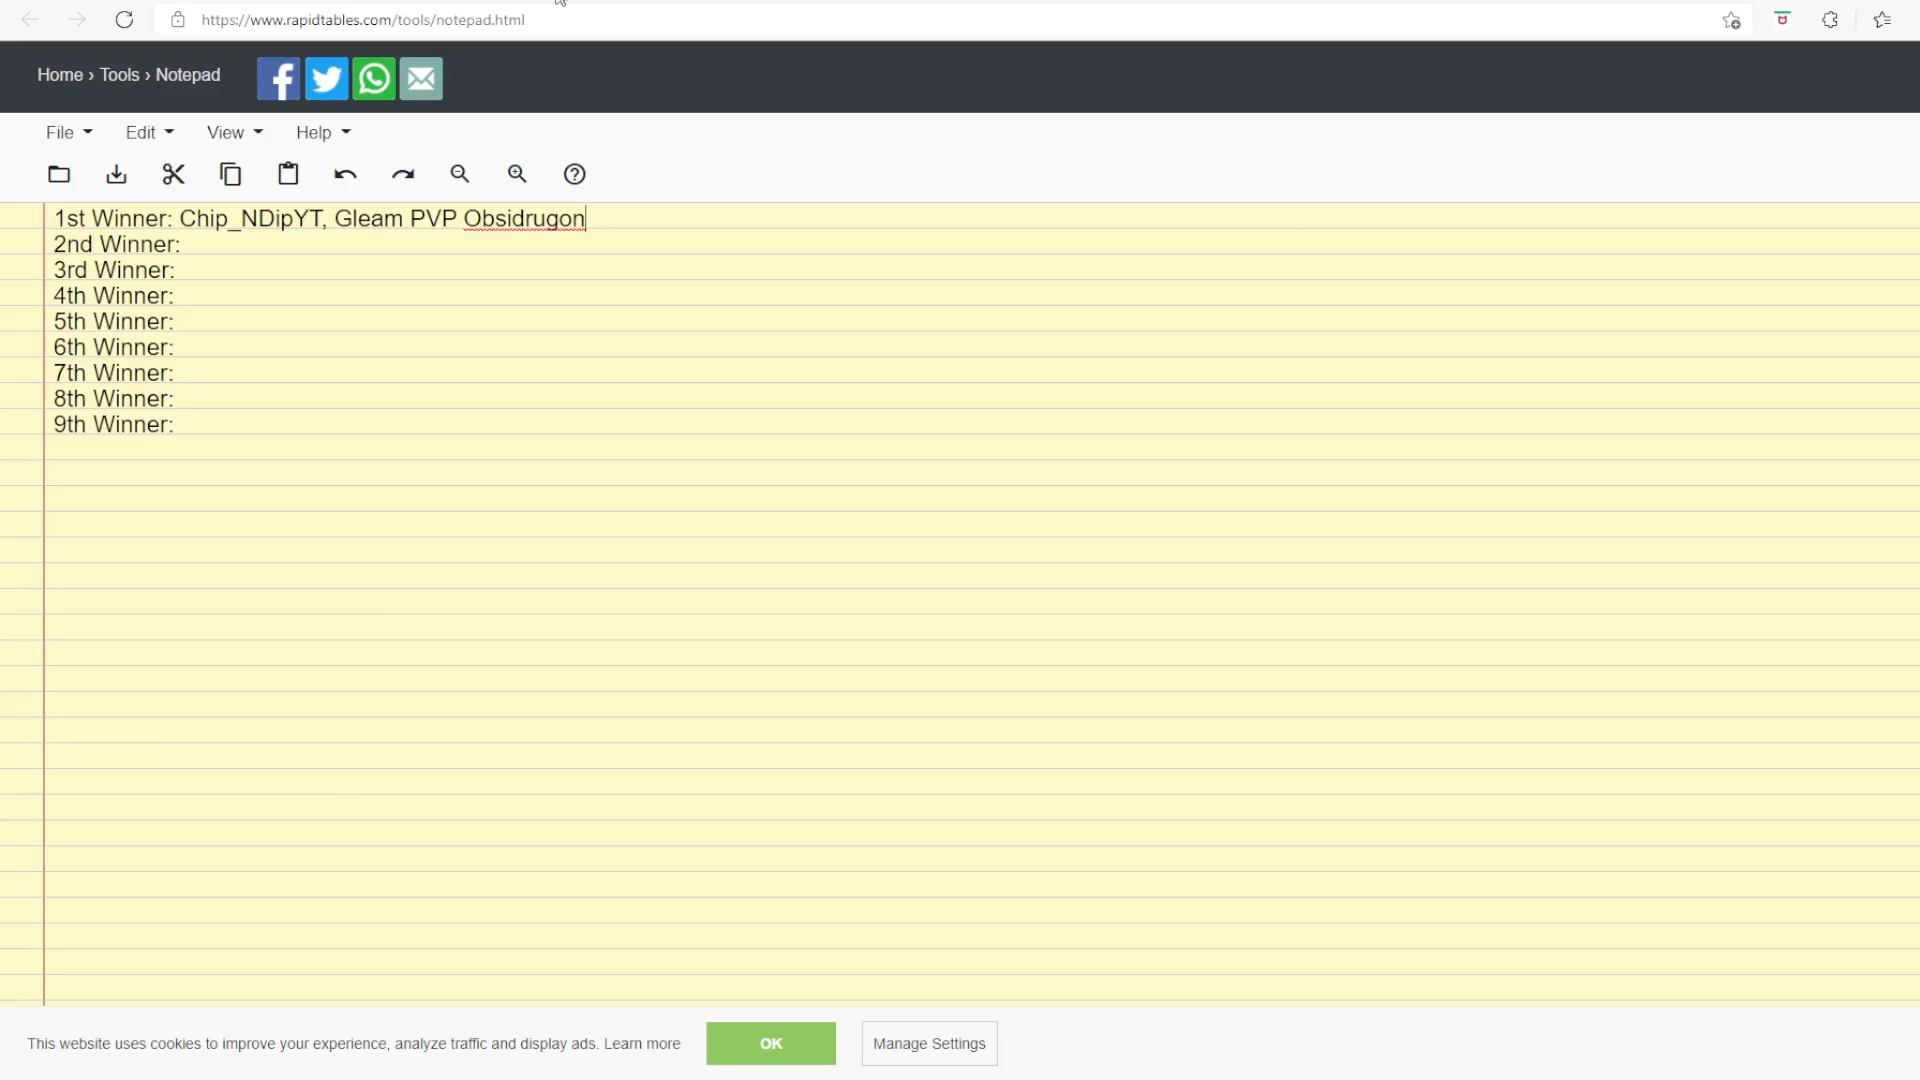 https://www.rapidtables.com/tools/notepad.html
Home › Tools › Notepad
File Edit View Help
1st Winner: Chip_NDipYT, Gleam PVP Obsidrugon
2nd Winner:
3rd Winner:
4th Winner:
5th Winner:
6th Winner:
7th Winner:
8th Winner:
9th Winner:
This website uses cookies to improve your experience, analyze traffic and display ads. Learn more OK Manage Settings